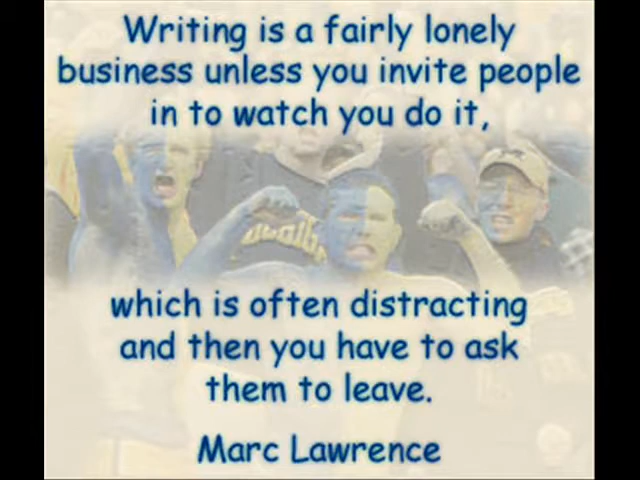 Writing is a fairly lonely
business unless you invite people
in to watch you do it,
which is often distracting
and then you have to ask
them to leave.
Marc Lawrence